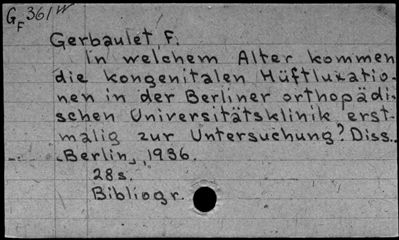 GF 361 w
Gerbaulet, F.
In welchem Alter kommen
die kongenitalen Hüftluxatio-
nen in der Berliner orthopädi-
schen Universitätsklinik erst-
malig zur Untersuchung? Diss.
Berlin, 1936.
28s.
Bibliogr.